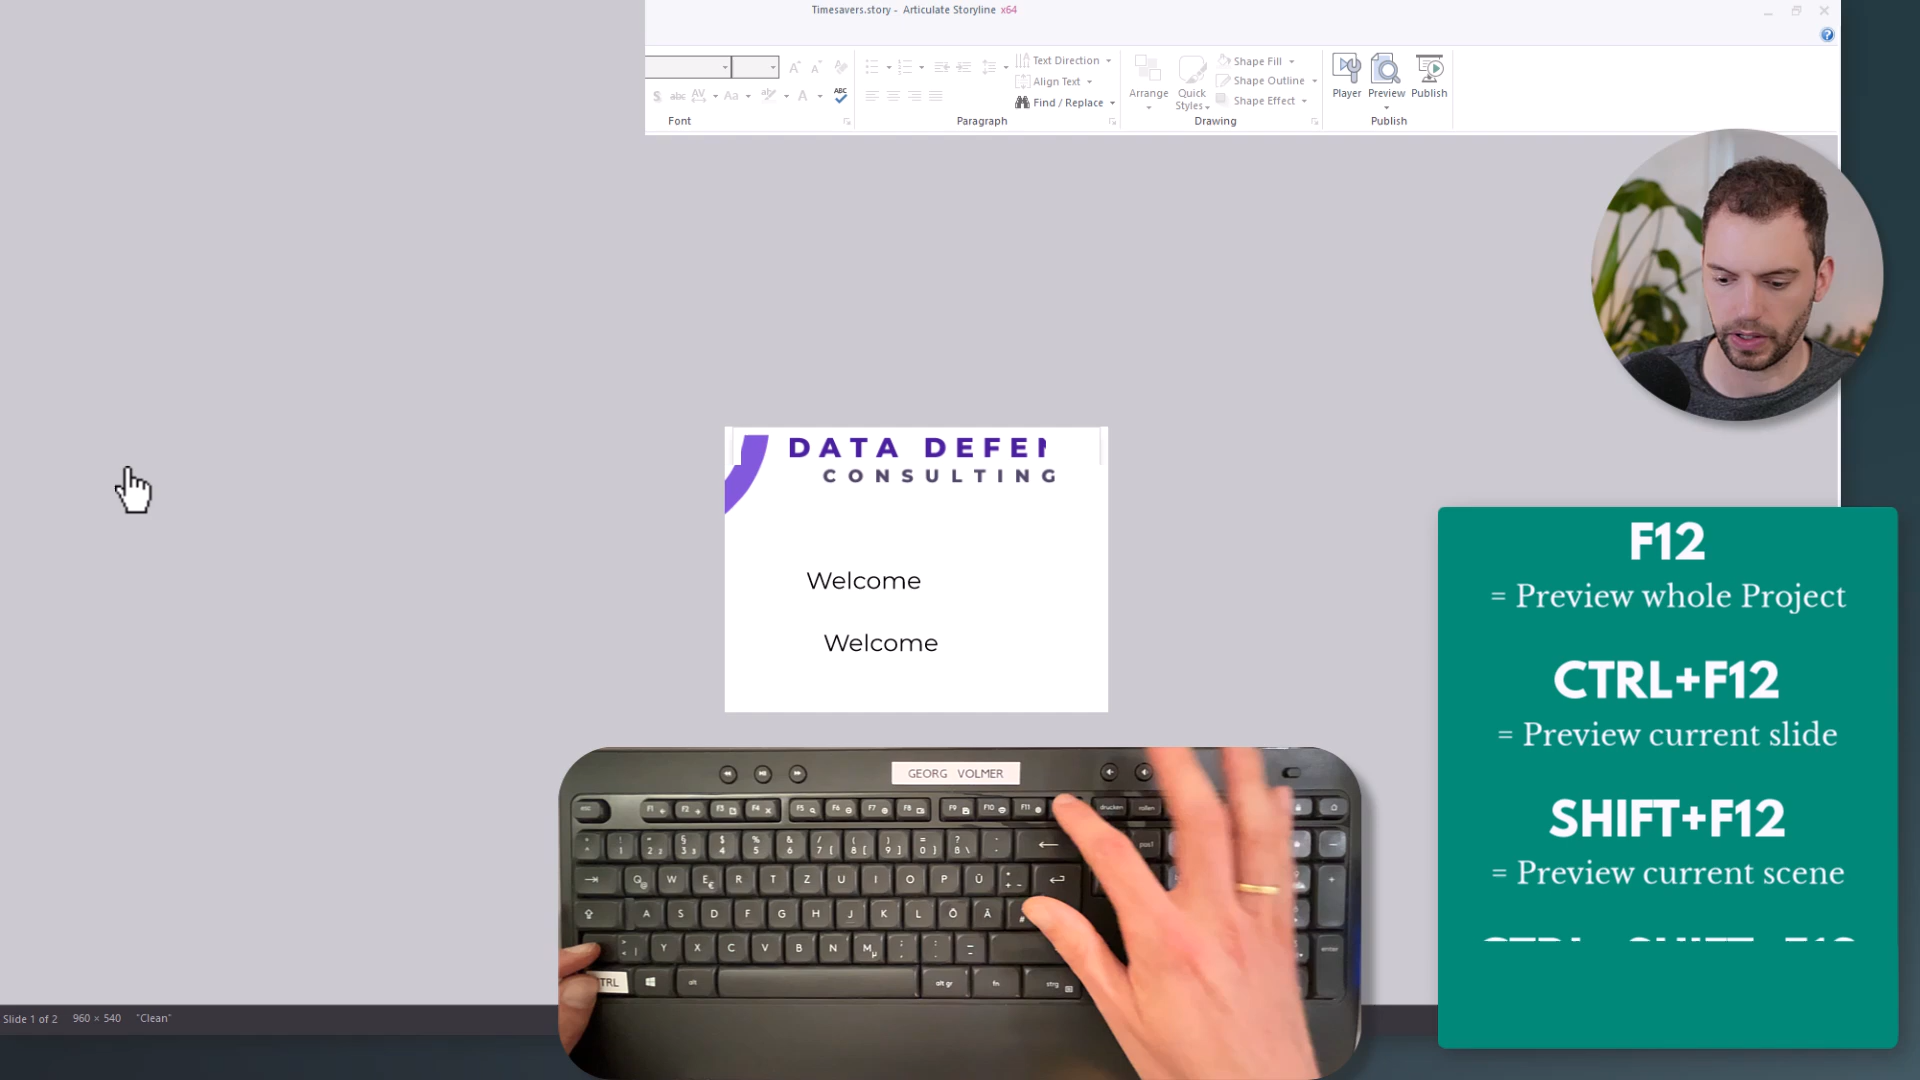 Timesavers.story - Articulate Storyline x64
Text Direction
Align Text
Find / Replace
Arrange
Quick Styles
Shape Fill
Shape Outline
Shape Effect
Player
Preview
Publish
Font
Paragraph
Drawing
Publish
DATA DEFEN
CONSULTING
Welcome
Welcome
F12
= Preview whole Project
CTRL+F12
= Preview current slide
SHIFT+F12
= Preview current scene
GEORG VOLMER
Slide 1 of 2 960 × 540 "Clean"